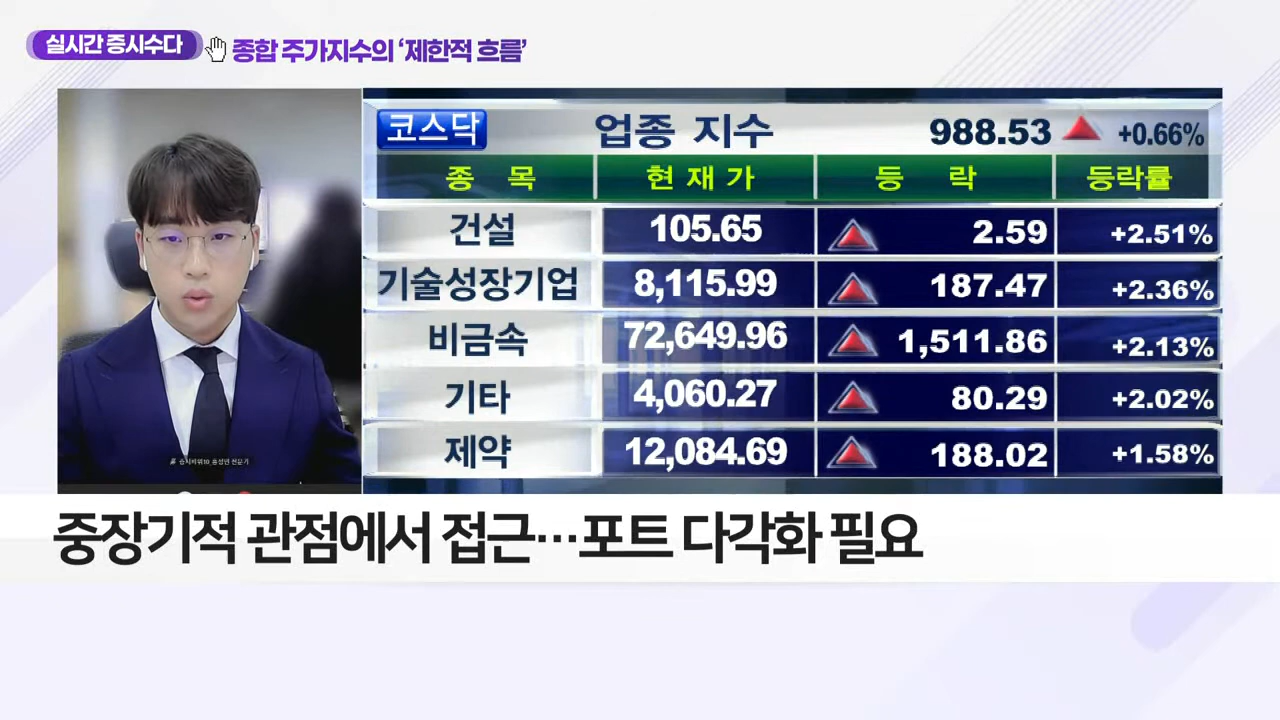 실시간 증시수다 종합 주가지수의 ‘제한적 흐름’
코스닥 업종 지수 988.53 +0.66%
종 목 현 재 가 등 락 등락률
건설 105.65 2.59 +2.51%
기술성장기업 8,115.99 187.47 +2.36%
비금속 72,649.96 1,511.86 +2.13%
기타 4,060.27 80.29 +2.02%
제약 12,084.69 188.02 +1.58%
중장기적 관점에서 접근…포트 다각화 필요